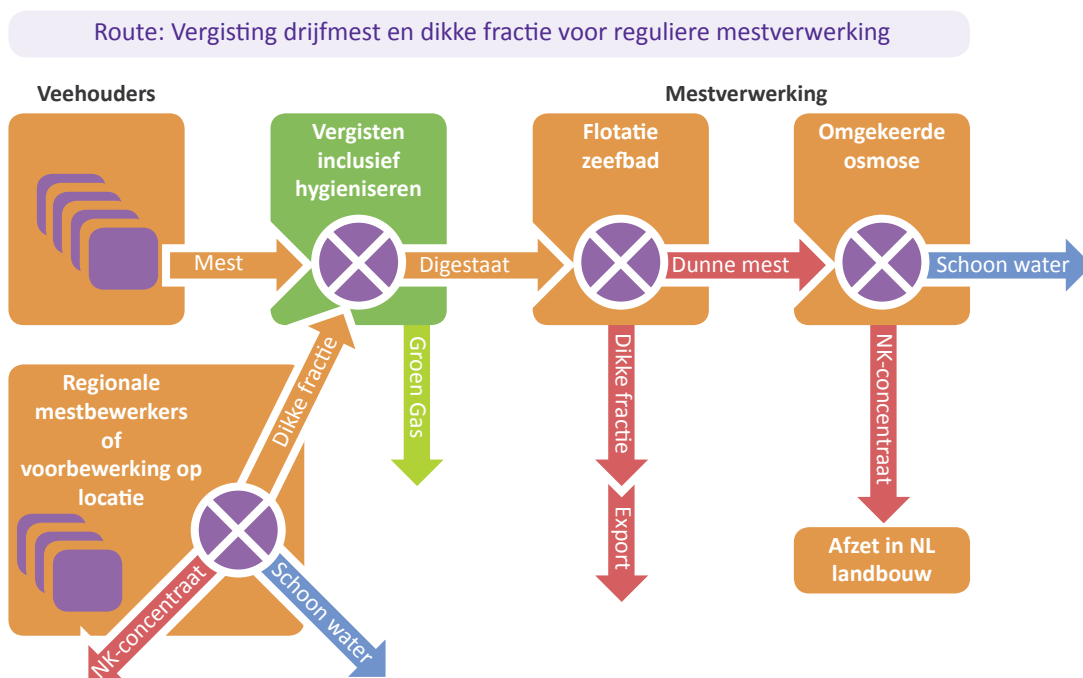 Route: Vergisting drijfmest en dikke fractie voor reguliere mestverwerking
Veehouders
Mestverwerking
Vergisten
inclusief
hygieniseren
Flotatie
zeefbad
Omgekeerde
osmose
Mest
Digestaat
Dunne mest
Schoon water
Groen Gas
Dikke fractie
Export
NK-concentraat
Afzet in NL
landbouw
Regionale
mestbewerkers
of
voorbewerking op
locatie
Dikke fractie
NK-concentraat
Schoon water